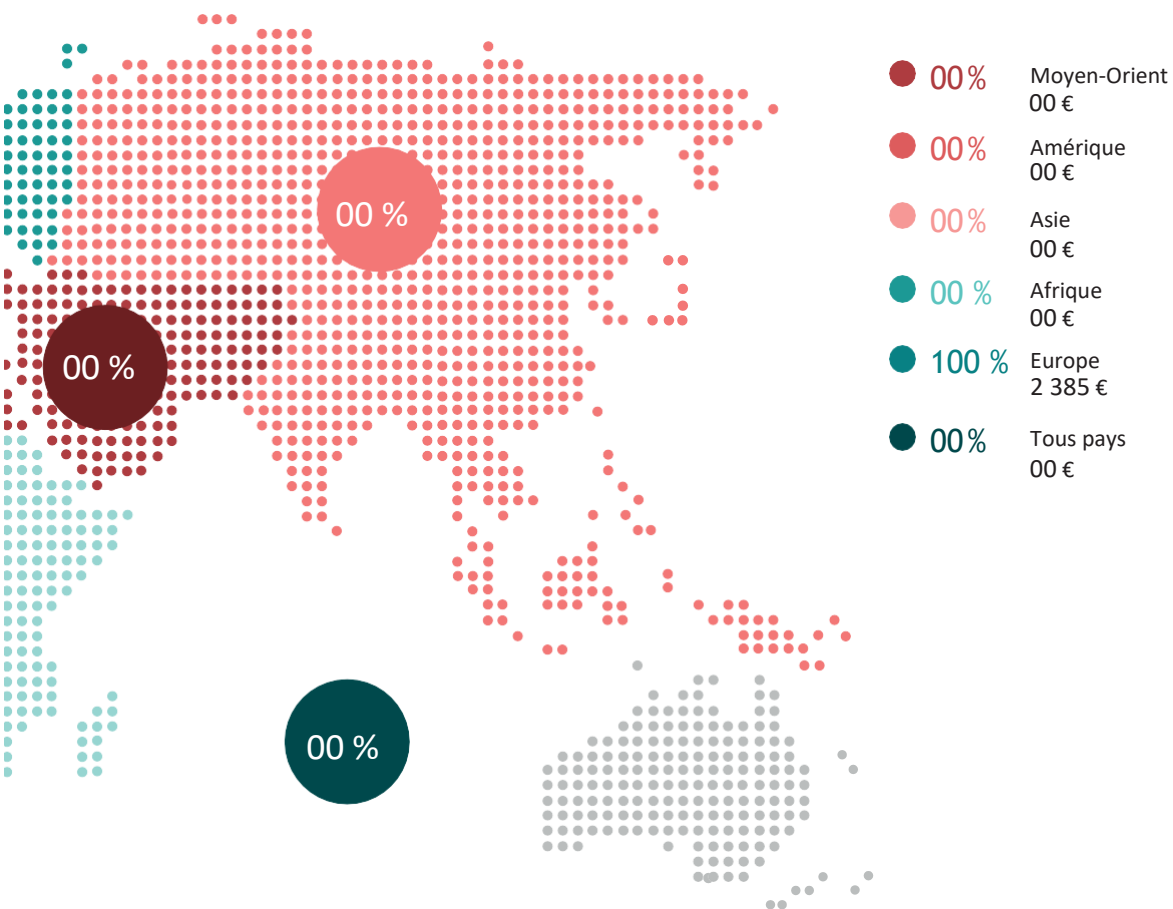 00 %
00 %
00 %
00 % Moyen-Orient
00 €
00 % Amérique
00 €
00 % Asie
00 €
00 % Afrique
00 €
100 % Europe
2 385 €
00 % Tous pays
00 €